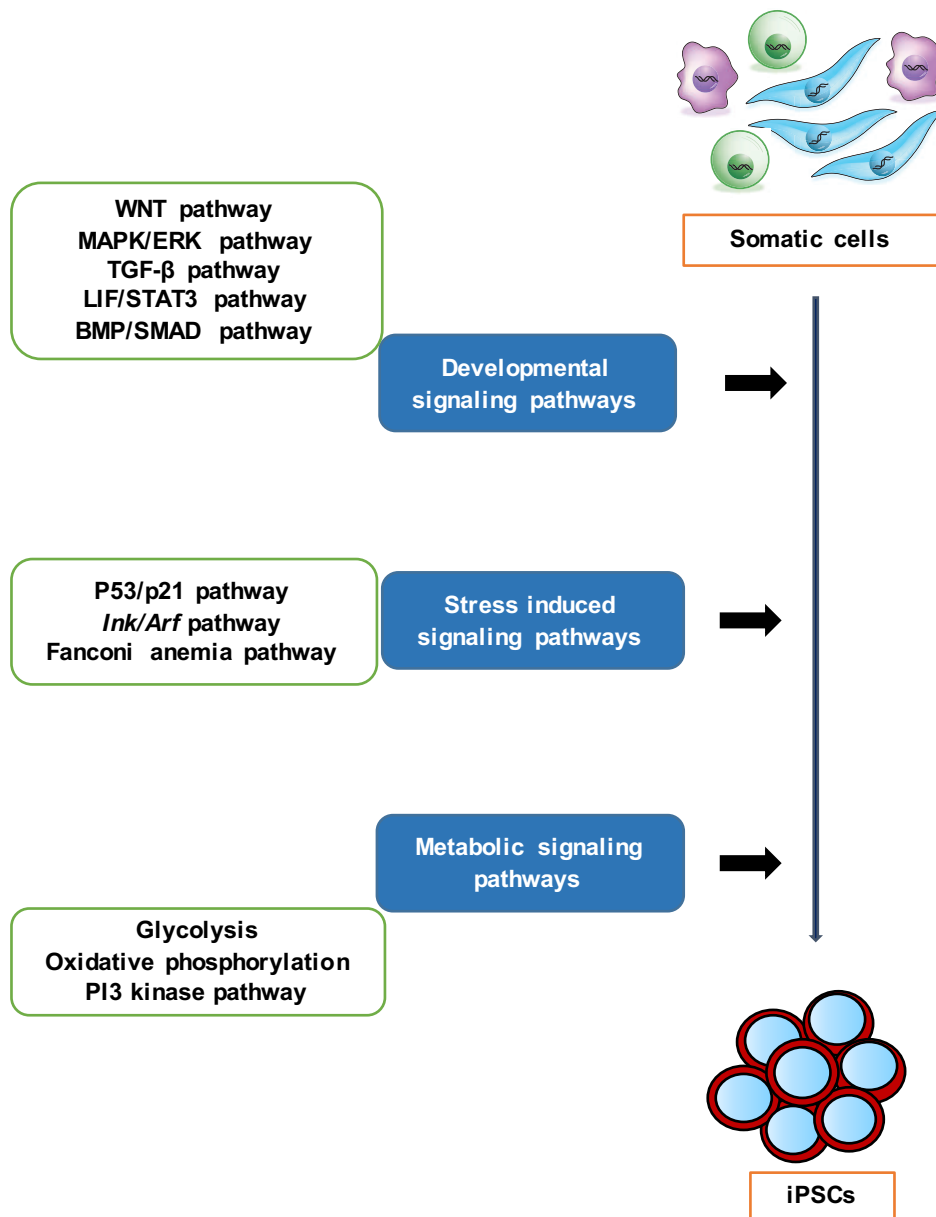 Somatic cells
WNT pathway
MAPK/ERK pathway
TGF-β pathway
LIF/STAT3 pathway
BMP/SMAD pathway
Developmental
signaling pathways
P53/p21 pathway
Ink/Arf pathway
Fanconi anemia pathway
Stress induced
signaling pathways
Metabolic signaling
pathways
Glycolysis
Oxidative phosphorylation
PI3 kinase pathway
iPSCs